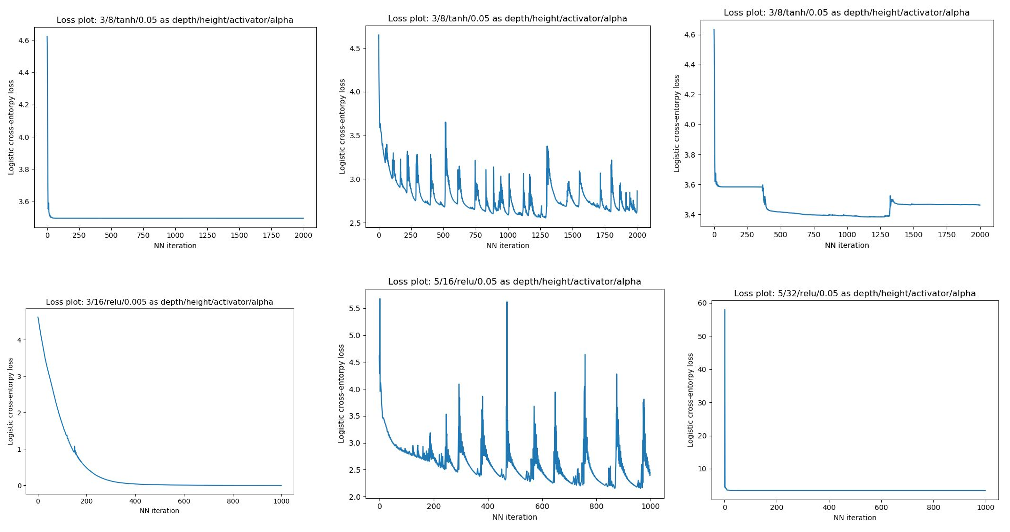 Loss plot: 3/8/tanh/0.05 as depth/height/activator/alpha
Logistic cross-entorpy loss
4.6
4.4
4.2
4.0
3.8
3.6
0 250 500 750 1000 1250 1500 1750 2000
NN iteration
Loss plot: 3/8/tanh/0.05 as depth/height/activator/alpha
Logistic cross-entorpy loss
4.5
4.0
3.5
3.0
2.5
0 250 500 750 1000 1250 1500 1750 2000
NN iteration
Loss plot: 3/8/tanh/0.05 as depth/height/activator/alpha
Logistic cross-entorpy loss
4.6
4.4
4.2
4.0
3.8
3.6
3.4
0 250 500 750 1000 1250 1500 1750 2000
NN iteration
Loss plot: 3/16/relu/0.005 as depth/height/activator/alpha
Logistic cross-entorpy loss
4
3
2
1
0
0 200 400 600 800 1000
NN iteration
Loss plot: 5/16/relu/0.05 as depth/height/activator/alpha
Logistic cross-entorpy loss
5.5
5.0
4.5
4.0
3.5
3.0
2.5
2.0
0 200 400 600 800 1000
NN iteration
Loss plot: 5/32/relu/0.05 as depth/height/activator/alpha
Logistic cross-entorpy loss
60
50
40
30
20
10
0 200 400 600 800 1000
NN iteration